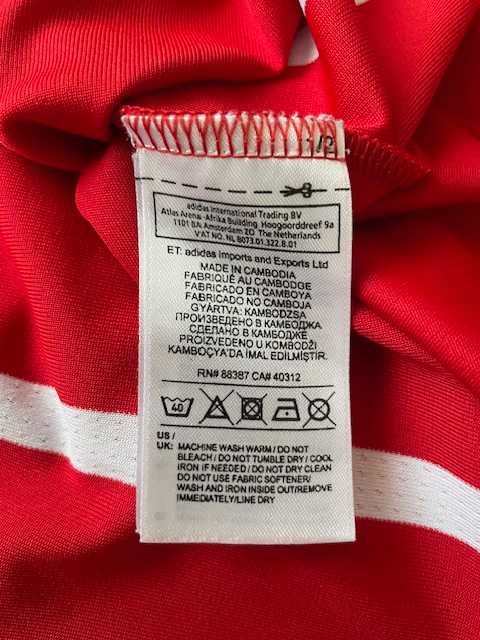 /2
3
adidas International Trading BV
Atlas Arena -Afrika Building Hoogoorddreef 9a
1101 BA Amsterdam ZO The Netherlands
VAT NO. NL 8073.01.322.B.01
ET: adidas Imports and Exports Ltd
MADE IN CAMBODIA
FABRIQUÉ AU CAMBODGE
FABRICADO EN CAMBOYA
FABRICADO NO CAMBOJA
GYÁRTVA: KAMBODZSA
ПРОИЗВЕДЕНО В КАМБОДЖА
СДЕЛАНО В КАМБОДЖЕ
PROIZVEDENO U KOMBODŽI
KAMBOÇYA'DA İMAL EDİLMİŞTİR.
RN# 88387 CA# 40312
40
US /
UK: MACHINE WASH WARM / DO NOT
BLEACH / DO NOT TUMBLE DRY / COOL
IRON IF NEEDED / DO NOT DRY CLEAN
DO NOT USE FABRIC SOFTENER/
WASH AND IRON INSIDE OUT/REMOVE
IMMEDIATELY/LINE DRY